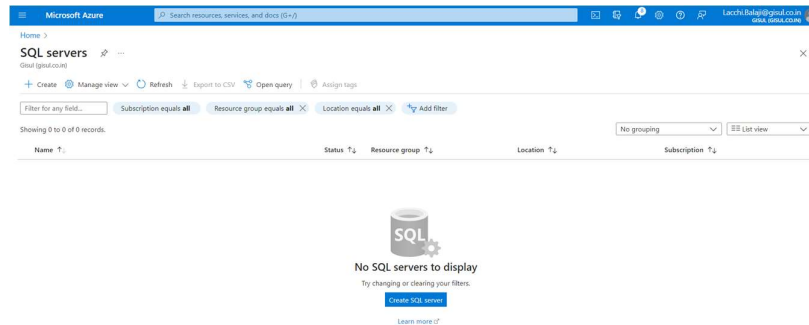 Microsoft Azure
Search resources, services, and docs (G+/)
Lacchi.Balaji@gisul.co.in
GISUL (GISUL.CO.IN)
Home >
SQL servers
Gisul (gisul.co.in)
+ Create Manage view Refresh Export to CSV Open query Assign tags
Filter for any field... Subscription equals all Resource group equals all Location equals all Add filter
Showing 0 to 0 of 0 records. No grouping List view
Name ↑ Status ↑↓ Resource group ↑↓ Location ↑↓ Subscription ↑↓
SQL
No SQL servers to display
Try changing or clearing your filters.
Create SQL server
Learn more